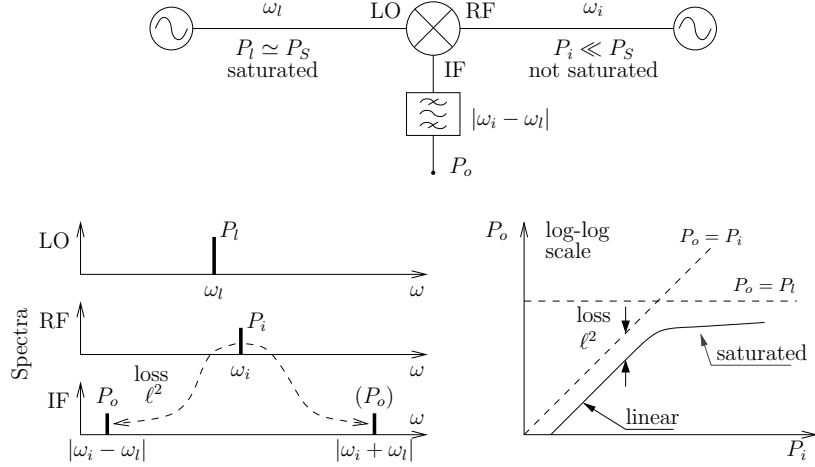 ω_l LO RF ω_i
P_l ≃ P_S P_i ≪ P_S
saturated not saturated
IF
|ω_i − ω_l|
P_o
LO P_l
ω_l ω
RF P_i
ω_i ω
Spectra
loss
ℓ²
IF P_o (P_o) ω
|ω_i − ω_l| |ω_i + ω_l|
P_o log-log
scale
P_o = P_i
P_o = P_l
loss
ℓ²
saturated
linear
P_i